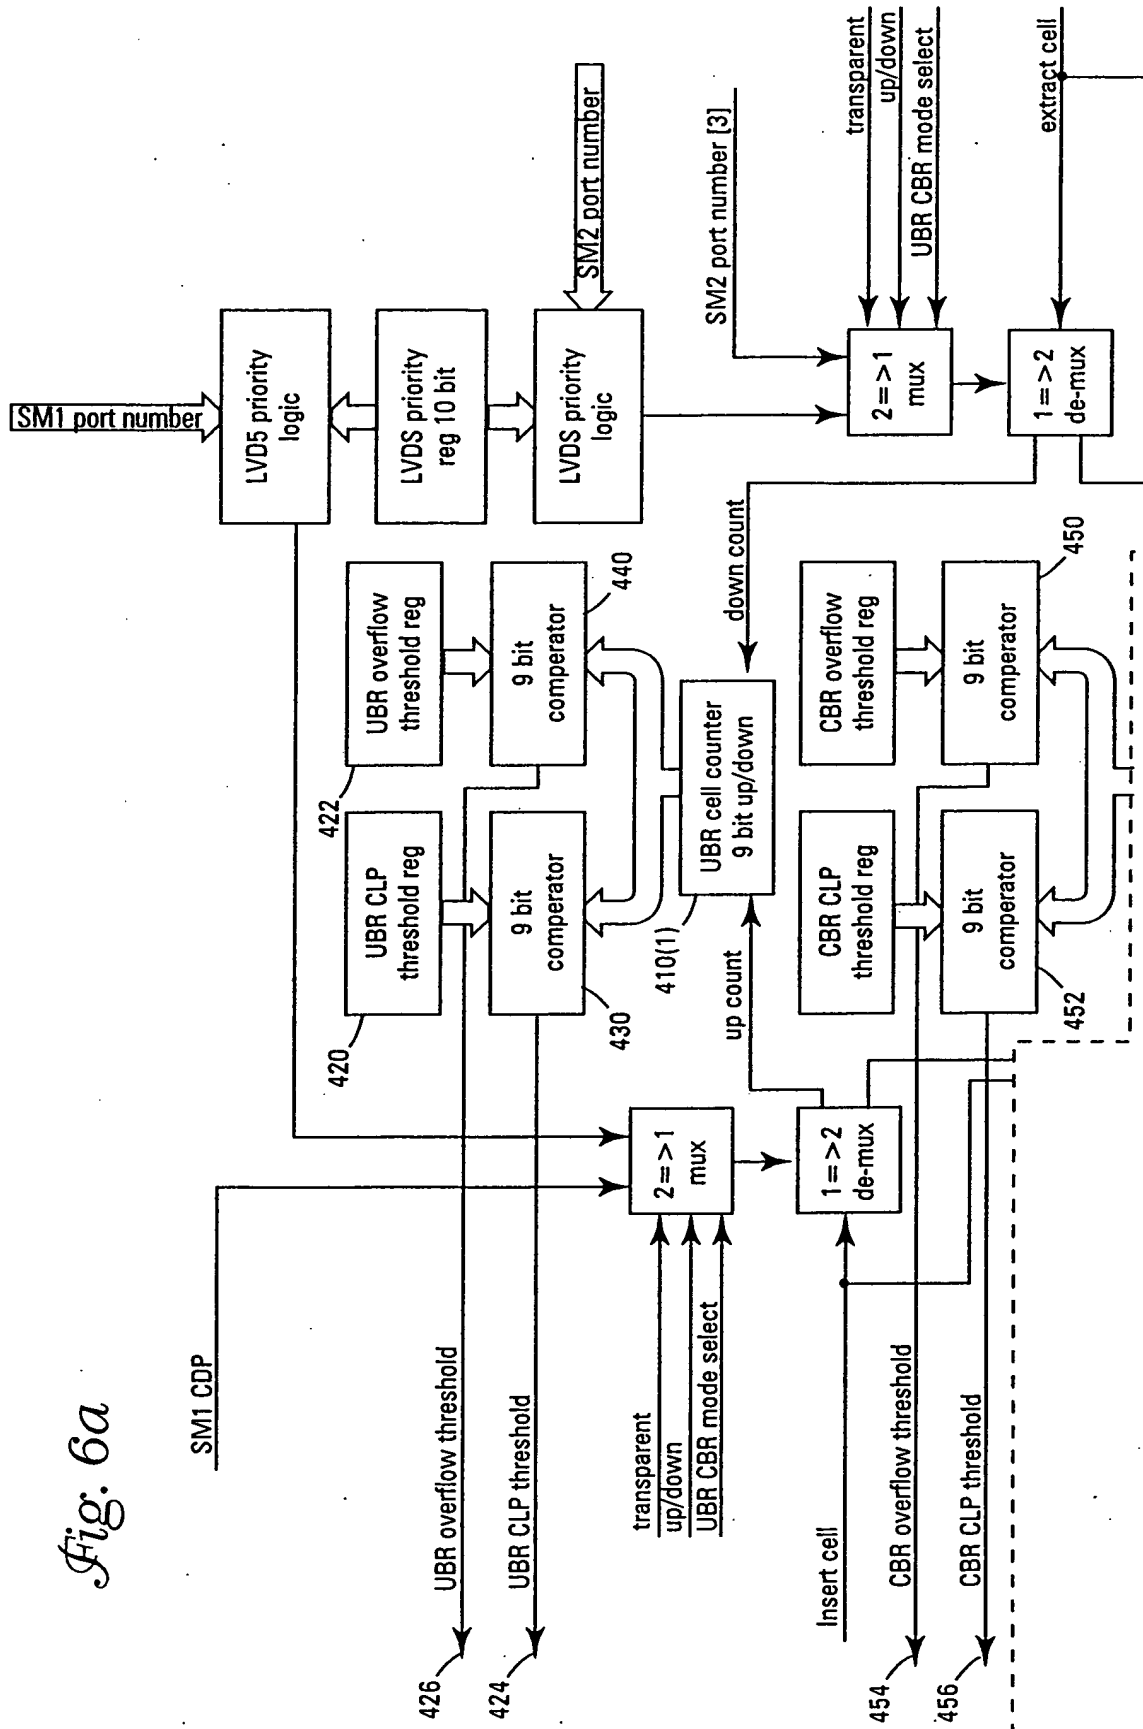 Fig. 6a
SM1 port number
LVD5 priority
logic
LVDS priority
reg 10 bit
LVDS priority
logic
SM2 port number
SM1 CDP
UBR overflow threshold
426
UBR CLP threshold
424
420
UBR CLP
threshold reg
422
UBR overflow
threshold reg
9 bit
comperator
430
9 bit
comperator
440
410(1)
UBR cell counter
9 bit up/down
up count
down count
SM2 port number [3]
transparent
up/down
UBR CBR mode select
2=>1
mux
1=>2
de-mux
extract cell
transparent
up/down
UBR CBR mode select
2=>1
mux
1=>2
de-mux
Insert cell
CBR overflow threshold
454
CBR CLP threshold
456
CBR CLP
threshold reg
CBR overflow
threshold reg
9 bit
comperator
452
9 bit
comperator
450